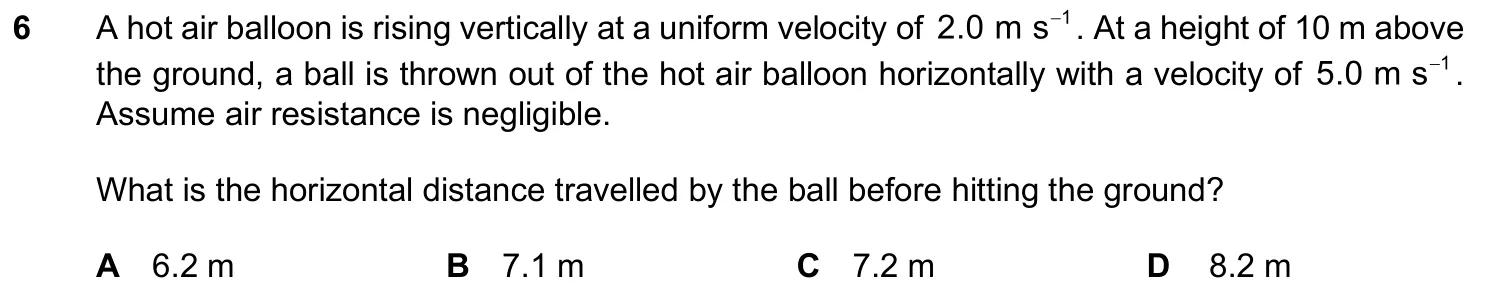 6 A hot air balloon is rising vertically at a uniform velocity of 2.0 m s⁻¹. At a height of 10 m above
the ground, a ball is thrown out of the hot air balloon horizontally with a velocity of 5.0 m s⁻¹.
Assume air resistance is negligible.
What is the horizontal distance travelled by the ball before hitting the ground?
A 6.2 m B 7.1 m C 7.2 m D 8.2 m